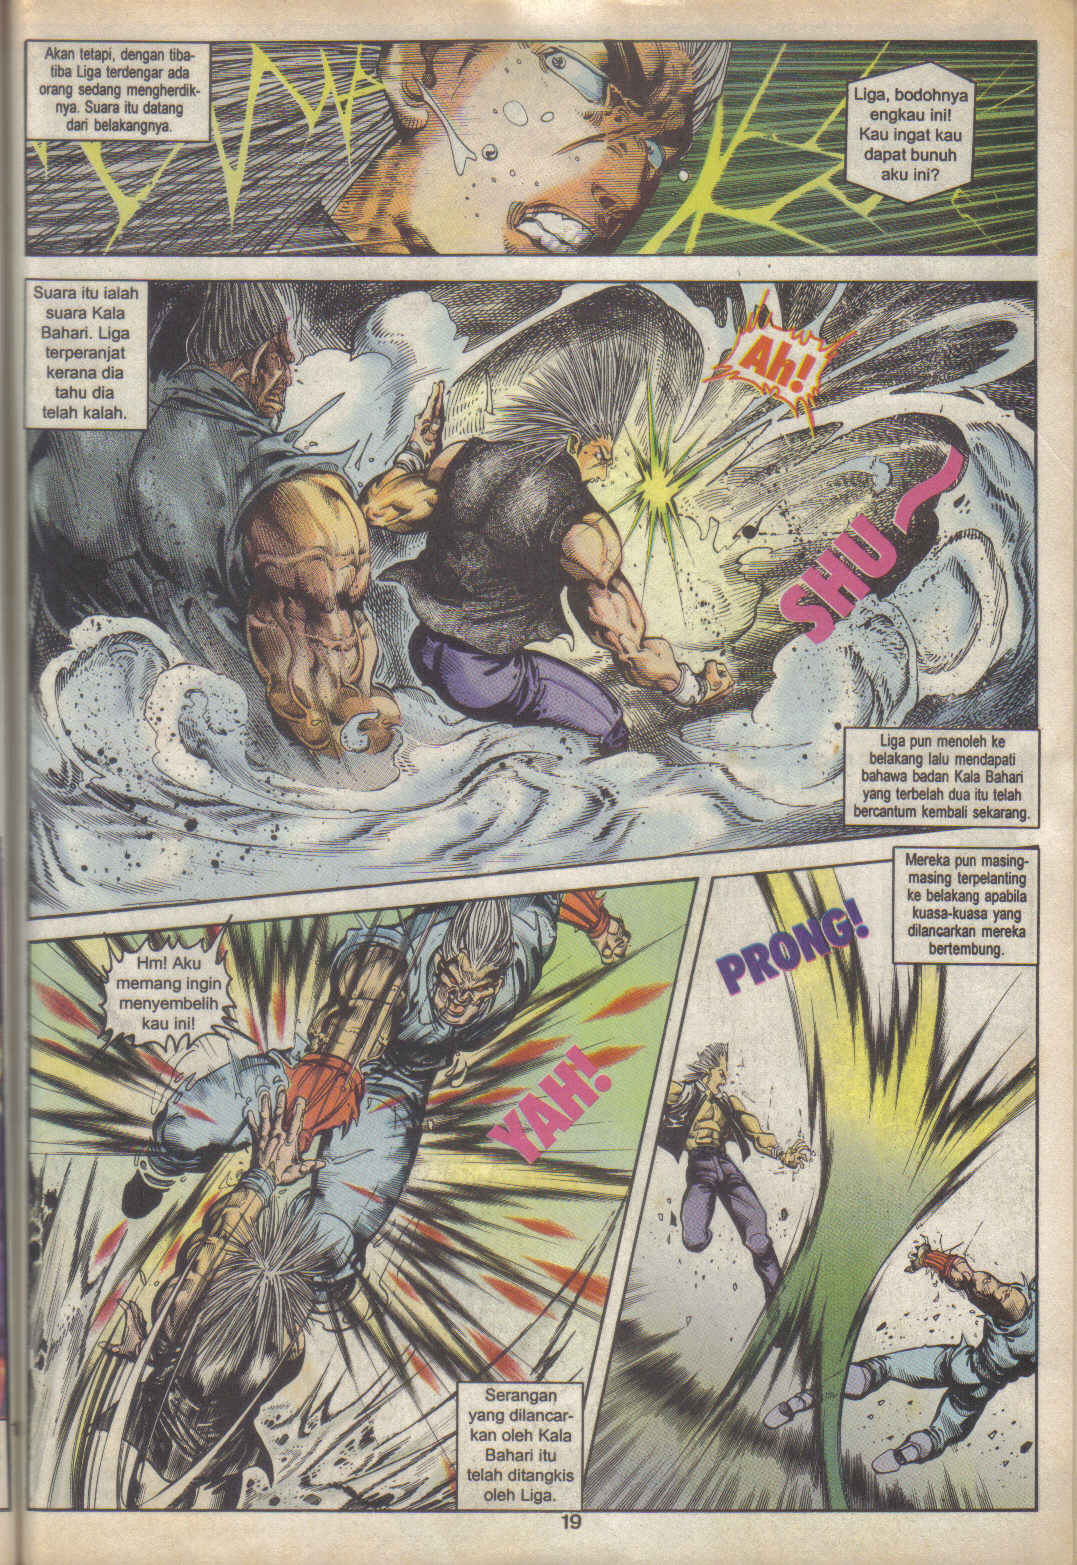 Akan tetapi, dengan tiba-
tiba Liga terdengar ada
orang sedang mengherdik-
nya. Suara itu datang
dari belakangnya.
Liga, bodohnya
engkau ini!
Kau ingat kau
dapat bunuh
aku ini?
Suara itu ialah
suara Kala
Bahari. Liga
terperanjat
kerana dia
tahu dia
telah kalah.
Ah!
SHU
Liga pun menoleh ke
belakang lalu mendapati
bahawa badan Kala Bahari
yang terbelah dua itu telah
bercantum kembali sekarang.
Hm! Aku
memang ingin
menyembelih
kau ini!
YAH!
Serangan
yang dilancar-
kan oleh Kala
Bahari itu
telah ditangkis
oleh Liga.
Mereka pun masing-
masing terpelanting
ke belakang apabila
kuasa-kuasa yang
dilancarkan mereka
bertembung.
PRONG!
19